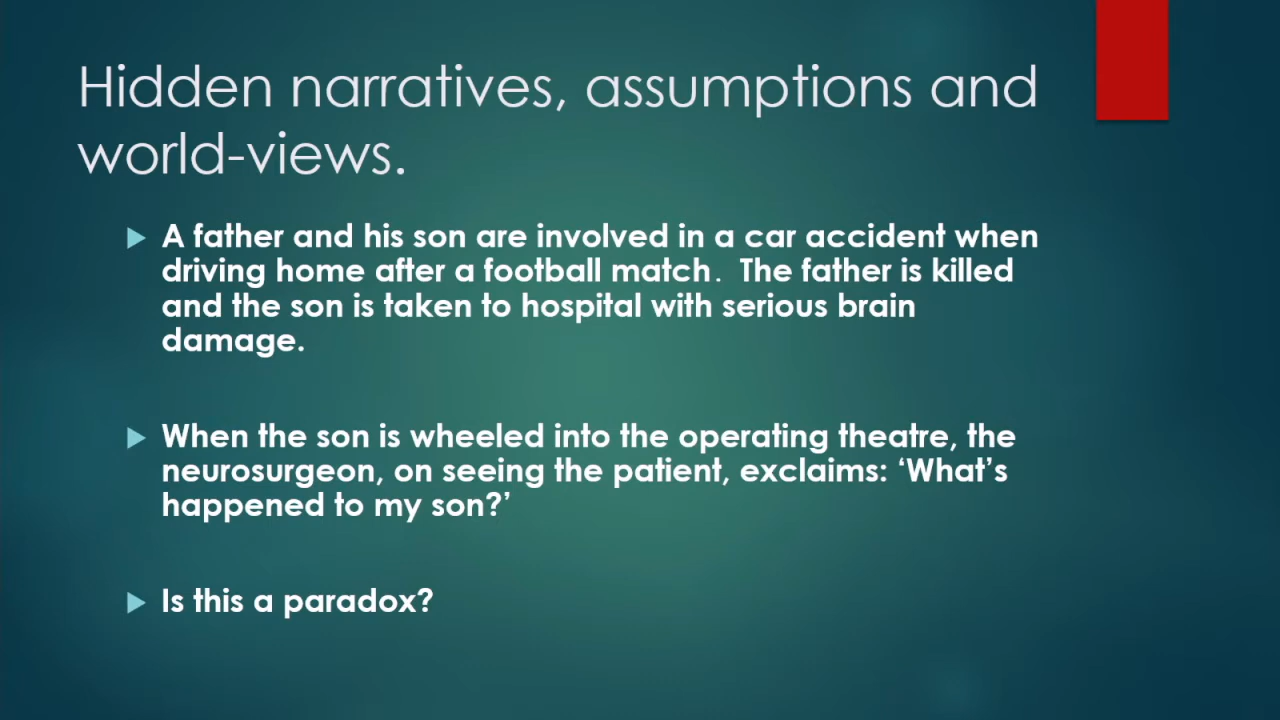 Hidden narratives, assumptions and
world-views.
A father and his son are involved in a car accident when
driving home after a football match.  The father is killed
and the son is taken to hospital with serious brain
damage.
When the son is wheeled into the operating theatre, the
neurosurgeon, on seeing the patient, exclaims: ‘What’s
happened to my son?’
Is this a paradox?